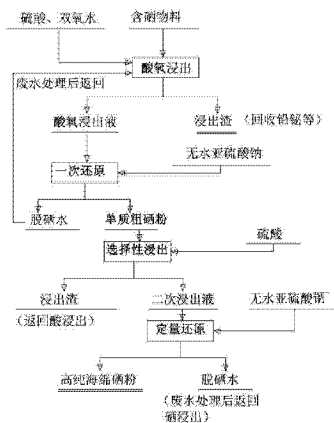 硫酸、双氧水
含硒物料
酸氧浸出
废水处理后返回
酸氧浸出液
浸出渣
(回收铅铋等)
无水亚硫酸钠
一次还原
脱硒水
单质粗硒粉
硫酸
选择性浸出
浸出渣
(返回酸浸出)
二次浸出液
无水亚硫酸钠
定量还原
高纯海绵硒粉
脱硒水
(废水处理后返回
硒浸出)